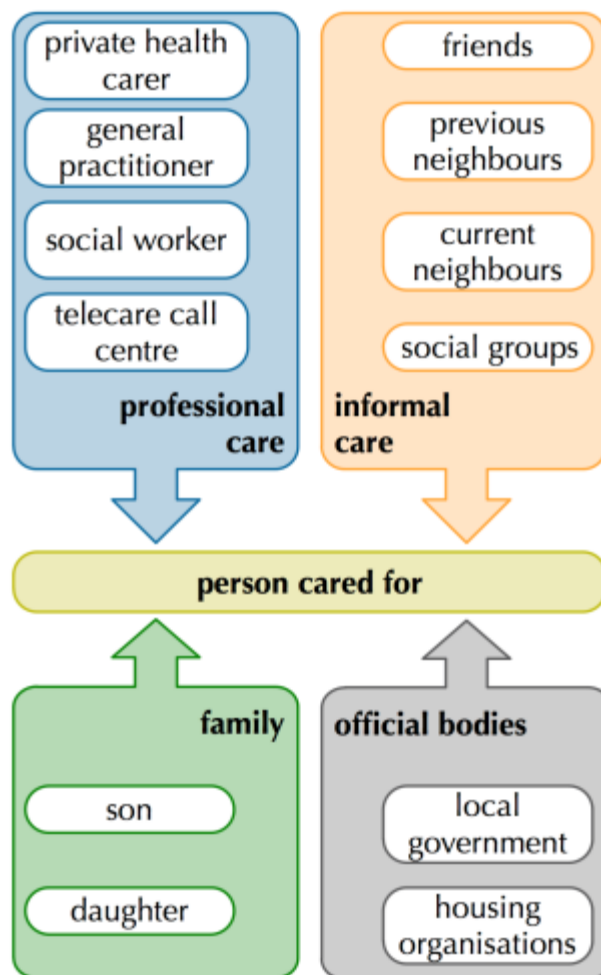 private health
carer
general
practitioner
social worker
telecare call
centre
professional
care
friends
previous
neighbours
current
neighbours
social groups
informal
care
person cared for
family
son
daughter
official bodies
local
government
housing
organisations